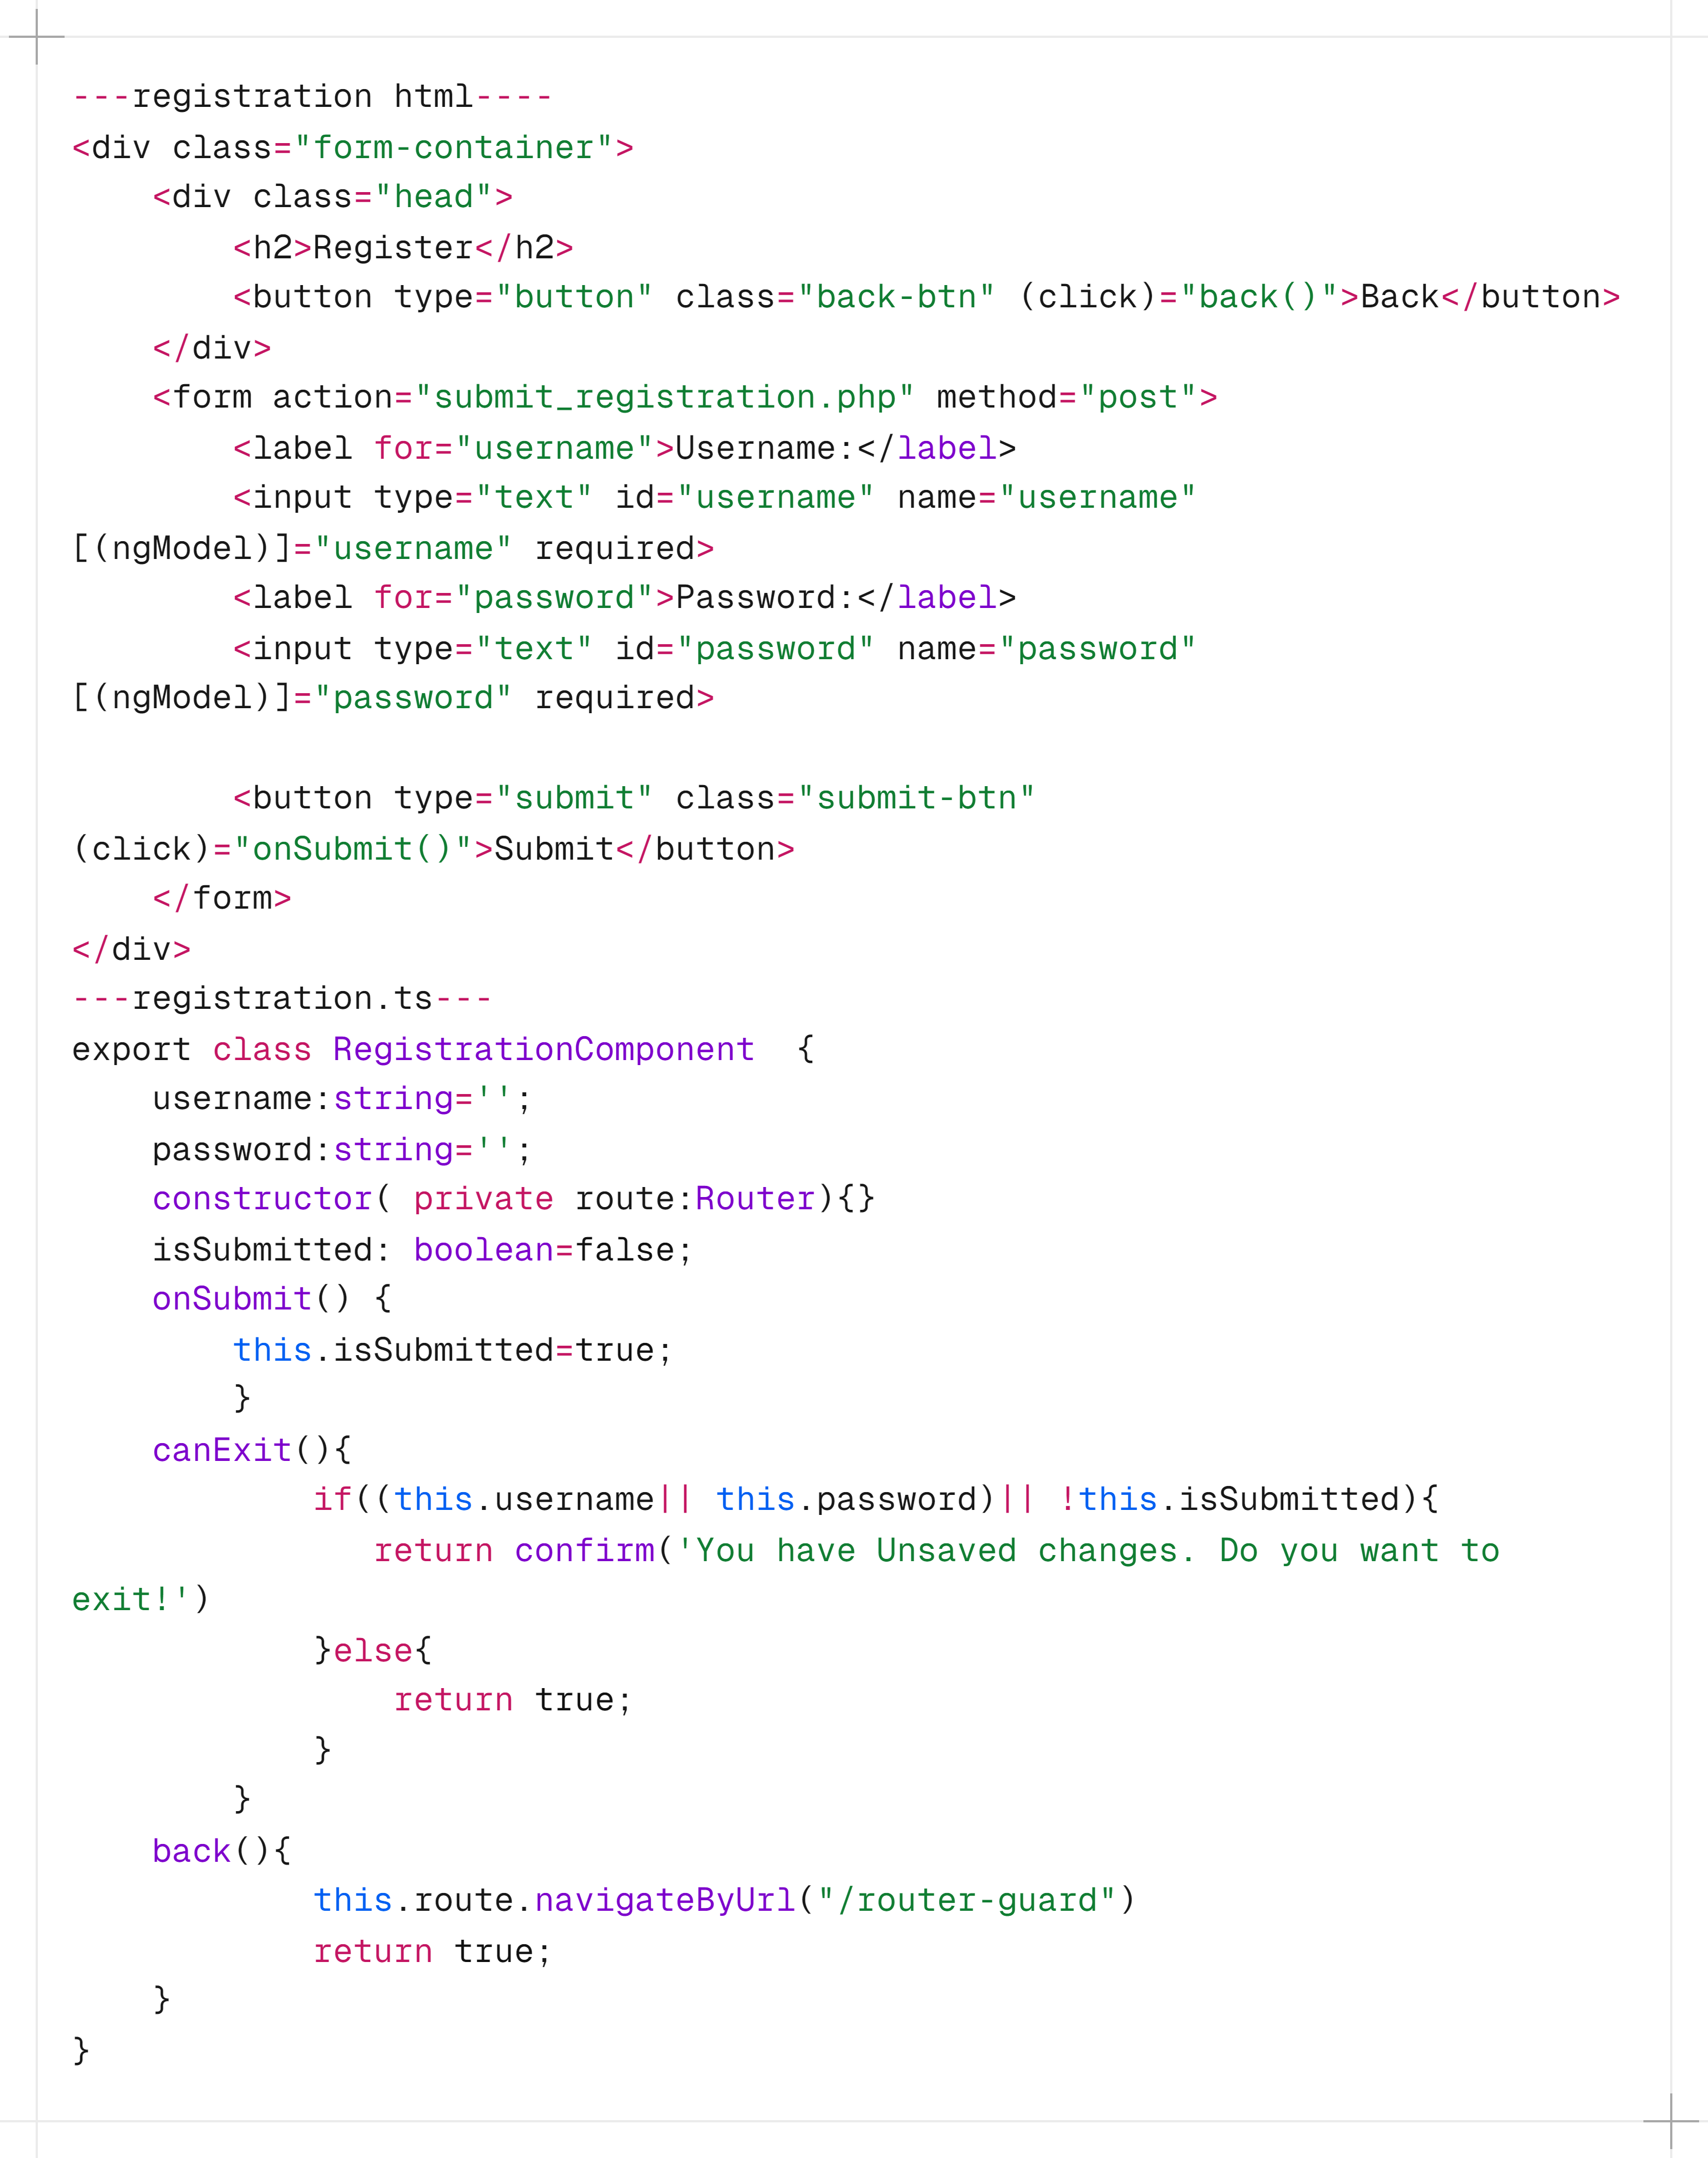 ---registration html----
<div class="form-container">
    <div class="head">
        <h2>Register</h2>
        <button type="button" class="back-btn" (click)="back()">Back</button>
    </div>
    <form action="submit_registration.php" method="post">
        <label for="username">Username:</label>
        <input type="text" id="username" name="username"
[(ngModel)]="username" required>
        <label for="password">Password:</label>
        <input type="text" id="password" name="password"
[(ngModel)]="password" required>

        <button type="submit" class="submit-btn"
(click)="onSubmit()">Submit</button>
    </form>
</div>
---registration.ts---
export class RegistrationComponent  {
    username:string='';
    password:string='';
    constructor( private route:Router){}
    isSubmitted: boolean=false;
    onSubmit() {
        this.isSubmitted=true;
        }
    canExit(){
            if((this.username|| this.password)|| !this.isSubmitted){
               return confirm('You have Unsaved changes. Do you want to
exit!')
            }else{
                return true;
            }
        }
    back(){
            this.route.navigateByUrl("/router-guard")
            return true;
    }
}